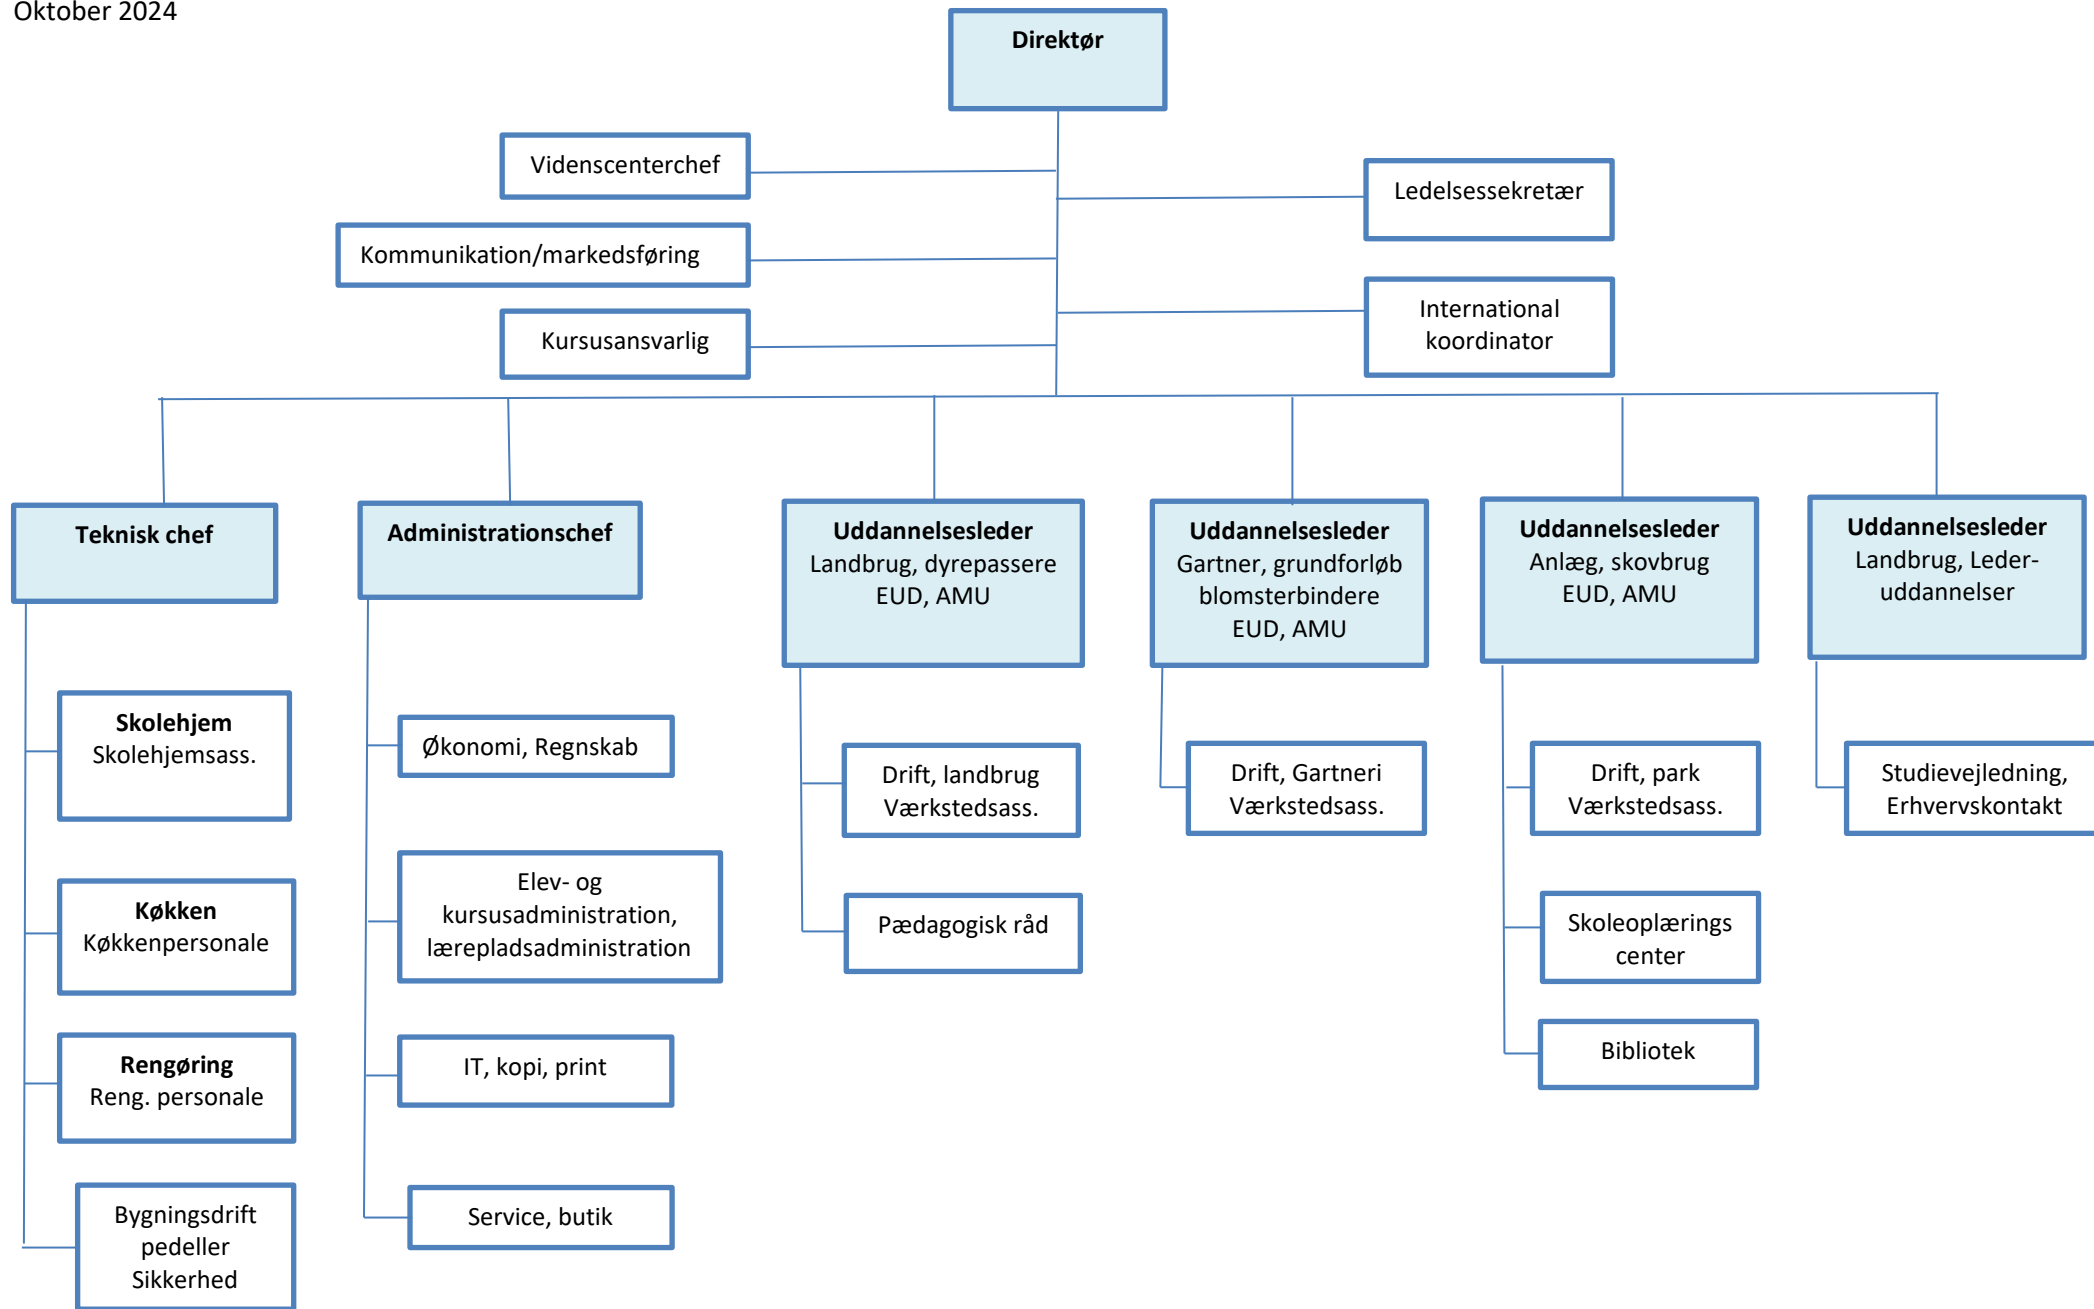 Oktober 2024
Direktør
Videnscenterchef
Ledelsessekretær
Kommunikation/markedsføring
International
koordinator
Kursusansvarlig
Teknisk chef
Administrationschef
Uddannelsesleder
Landbrug, dyrepassere
EUD, AMU
Uddannelsesleder
Gartner, grundforløb
blomsterbindere
EUD, AMU
Uddannelsesleder
Anlæg, skovbrug
EUD, AMU
Uddannelsesleder
Landbrug, Leder-
uddannelser
Skolehjem
Skolehjemsass.
Køkken
Køkkenpersonale
Rengøring
Reng. personale
Bygningsdrift
pedeller
Sikkerhed
Økonomi, Regnskab
Elev- og
kursusadministration,
lærepladsadministration
IT, kopi, print
Service, butik
Drift, landbrug
Værkstedsass.
Pædagogisk råd
Drift, Gartneri
Værkstedsass.
Drift, park
Værkstedsass.
Skoleoplærings
center
Bibliotek
Studievejledning,
Erhvervskontakt